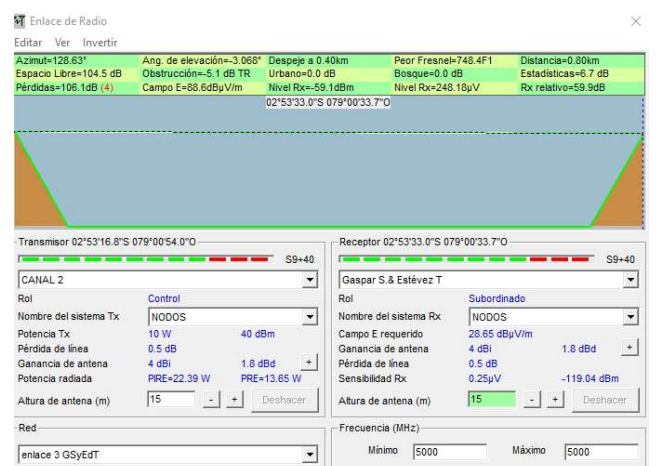 Enlace de Radio
Editar Ver Invertir
Azimut=128.63° Ang. de elevación=-3.068° Despeje a 0.40km Peor Fresnel=748.4F1 Distancia=0.80km
Espacio Libre=104.5 dB Obstrucción=-5.1 dB TR Urbano=0.0 dB Bosque=0.0 dB Estadísticas=6.7 dB
Pérdidas=106.1dB (4) Campo E=88.6dBµV/m Nivel Rx=-59.1dBm Nivel Rx=248.18µV Rx relativo=59.9dB
02°53'33.0"S 079°00'33.7"O
Transmisor 02°53'16.8"S 079°00'54.0"O
S9+40
CANAL 2
Rol Control
Nombre del sistema Tx NODOS
Potencia Tx 10 W 40 dBm
Pérdida de línea 0.5 dB
Ganancia de antena 4 dBi 1.8 dBd +
Potencia radiada PIRE=22.39 W PRE=13.65 W
Altura de antena (m) 15 - + Deshacer
Red
enlace 3 GSyEdT
Receptor 02°53'33.0"S 079°00'33.7"O
S9+40
Gaspar S.& Estévez T
Rol Subordinado
Nombre del sistema Rx NODOS
Campo E requerido 28.65 dBµV/m
Ganancia de antena 4 dBi 1.8 dBd +
Pérdida de línea 0.5 dB
Sensibilidad Rx 0.25µV -119.04 dBm
Altura de antena (m) 15 - + Deshacer
Frecuencia (MHz)
Mínimo 5000 Máximo 5000